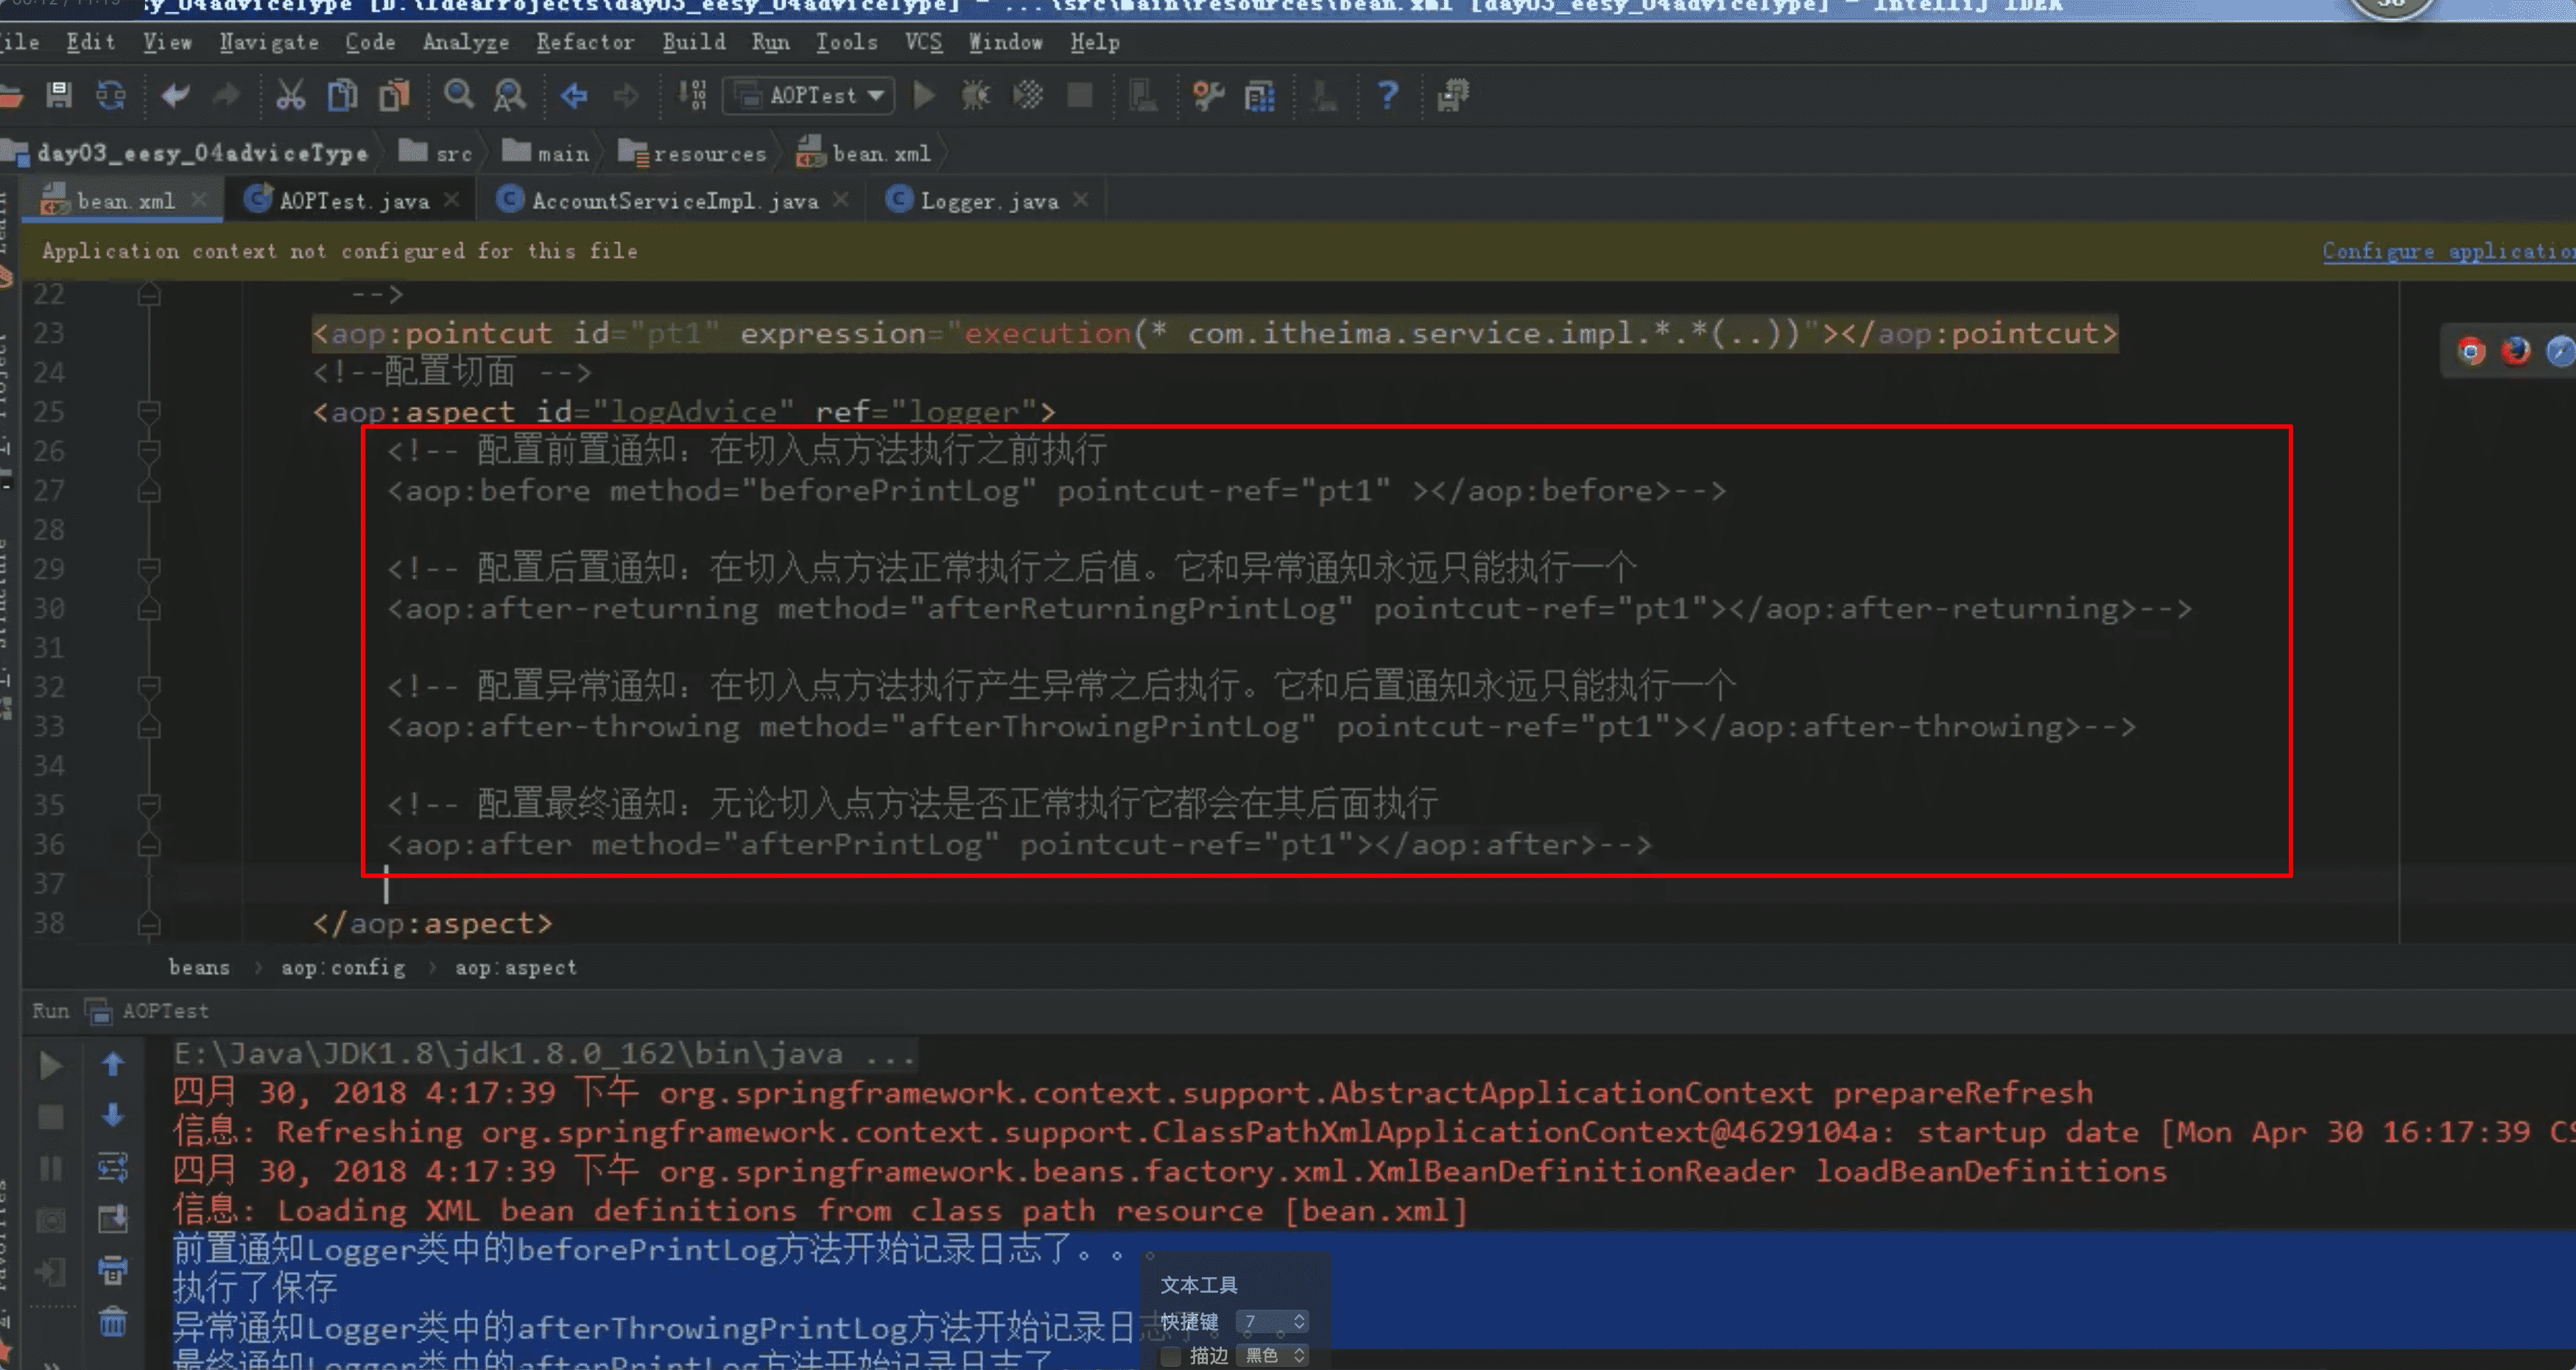 sy_04adviceType [D:\IdeaProjects\day03_eesy_04adviceType] - ...\src\main\resources\bean.xml [day03_eesy_04adviceType] - IntelliJ IDEA
ile Edit View Navigate Code Analyze Refactor Build Run Tools VCS Window Help
AOPTest
day03_eesy_04adviceType src main resources bean.xml
bean.xml AOPTest.java AccountServiceImpl.java Logger.java
Application context not configured for this file Configure application
22 -->
23 <aop:pointcut id="pt1" expression="execution(* com.itheima.service.impl.*.*(..))"></aop:pointcut>
24 <!--配置切面 -->
25 <aop:aspect id="logAdvice" ref="logger">
26 <!-- 配置前置通知：在切入点方法执行之前执行
27 <aop:before method="beforePrintLog" pointcut-ref="pt1" ></aop:before>-->
28
29 <!-- 配置后置通知：在切入点方法正常执行之后值。它和异常通知永远只能执行一个
30 <aop:after-returning method="afterReturningPrintLog" pointcut-ref="pt1"></aop:after-returning>-->
31
32 <!-- 配置异常通知：在切入点方法执行产生异常之后执行。它和后置通知永远只能执行一个
33 <aop:after-throwing method="afterThrowingPrintLog" pointcut-ref="pt1"></aop:after-throwing>-->
34
35 <!-- 配置最终通知：无论切入点方法是否正常执行它都会在其后面执行
36 <aop:after method="afterPrintLog" pointcut-ref="pt1"></aop:after>-->
37
38 </aop:aspect>
beans › aop:config › aop:aspect
Run AOPTest
E:\Java\JDK1.8\jdk1.8.0_162\bin\java ...
四月 30, 2018 4:17:39 下午 org.springframework.context.support.AbstractApplicationContext prepareRefresh
信息: Refreshing org.springframework.context.support.ClassPathXmlApplicationContext@4629104a: startup date [Mon Apr 30 16:17:39 CS
四月 30, 2018 4:17:39 下午 org.springframework.beans.factory.xml.XmlBeanDefinitionReader loadBeanDefinitions
信息: Loading XML bean definitions from class path resource [bean.xml]
前置通知Logger类中的beforePrintLog方法开始记录日志了。。。
执行了保存
异常通知Logger类中的afterThrowingPrintLog方法开始记录日志了。。。
最终通知Logger类中的afterPrintLog方法开始记录日志了
文本工具
快捷键 7
描边 黑色